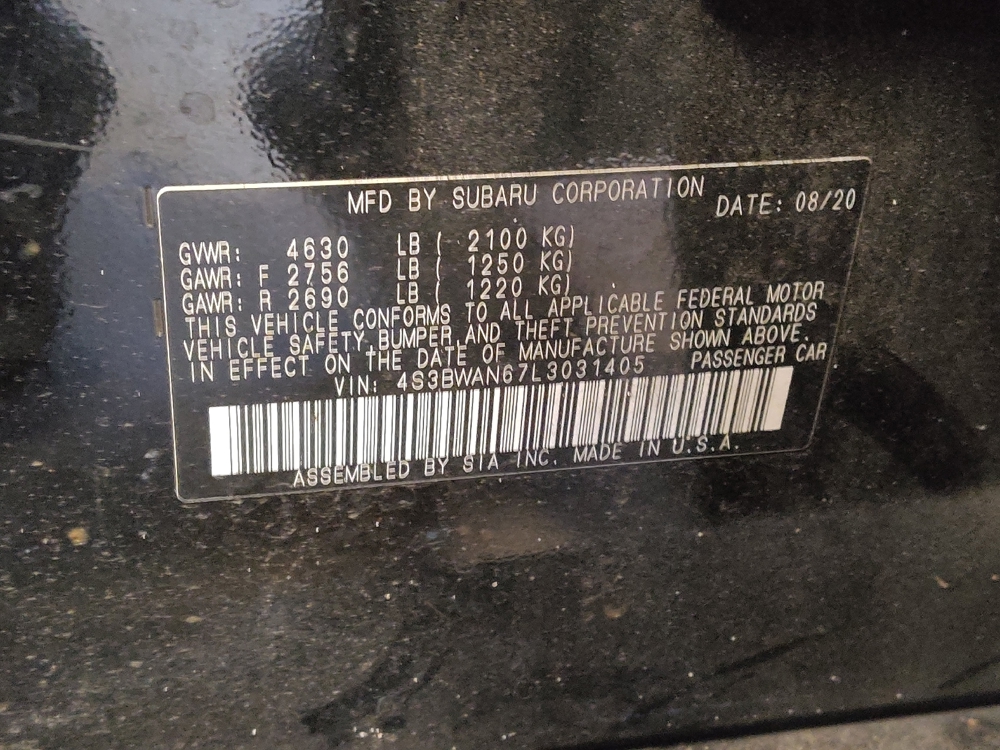 MFD BY SUBARU CORPORATION DATE: 08/20
GVWR: 4630 LB ( 2100 KG)
GAWR: F 2756 LB ( 1250 KG)
GAWR: R 2690 LB ( 1220 KG)
THIS VEHICLE CONFORMS TO ALL APPLICABLE FEDERAL MOTOR
VEHICLE SAFETY,BUMPER,AND THEFT PREVENTION STANDARDS
IN EFFECT ON THE DATE OF MANUFACTURE SHOWN ABOVE.
VIN: 4S3BWAN67L3031405 PASSENGER CAR
ASSEMBLED BY SIA INC. MADE IN U.S.A.